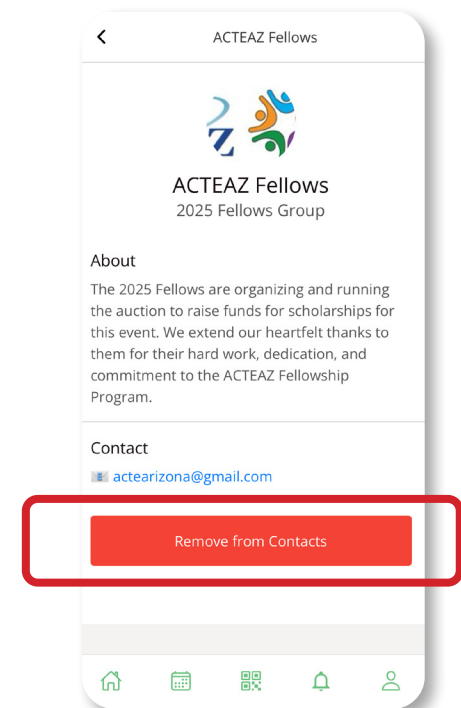 ACTEAZ Fellows
Z
ACTEAZ Fellows
2025 Fellows Group
About
The 2025 Fellows are organizing and running
the auction to raise funds for scholarships for
this event. We extend our heartfelt thanks to
them for their hard work, dedication, and
commitment to the ACTEAZ Fellowship
Program.
Contact
actearizona@gmail.com
Remove from Contacts